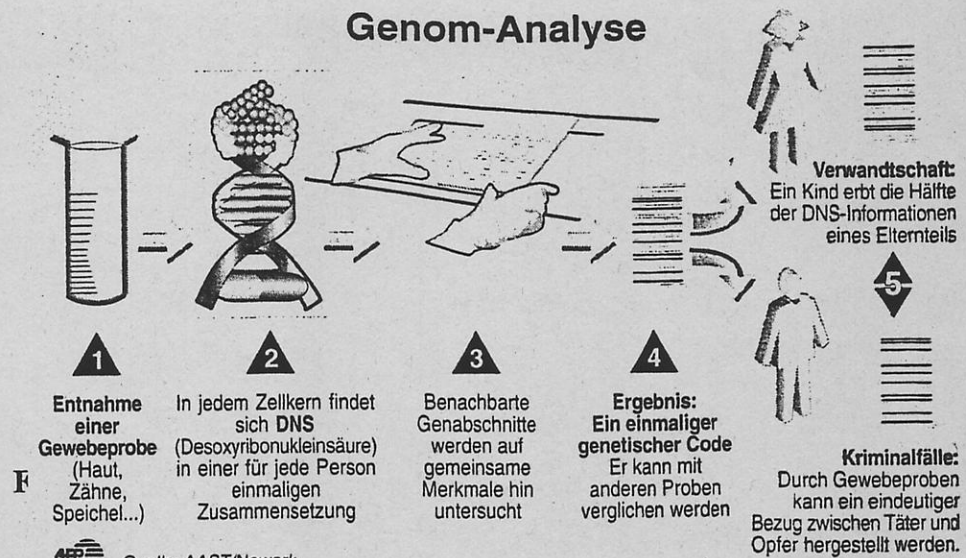 Genom-Analyse
1
Entnahme
einer
Gewebeprobe
(Haut,
Zähne,
Speichel...)
2
In jedem Zellkern findet
sich DNS
(Desoxyribonukleinsäure)
in einer für jede Person
einmaligen
Zusammensetzung
3
Benachbarte
Genabschnitte
werden auf
gemeinsame
Merkmale hin
untersucht
4
Ergebnis:
Ein einmaliger
genetischer Code
Er kann mit
anderen Proben
verglichen werden
Verwandtschaft:
Ein Kind erbt die Hälfte
der DNS-Informationen
eines Elternteils
5
Kriminalfälle:
Durch Gewebeproben
kann ein eindeutiger
Bezug zwischen Täter und
Opfer hergestellt werden.
F
AFP